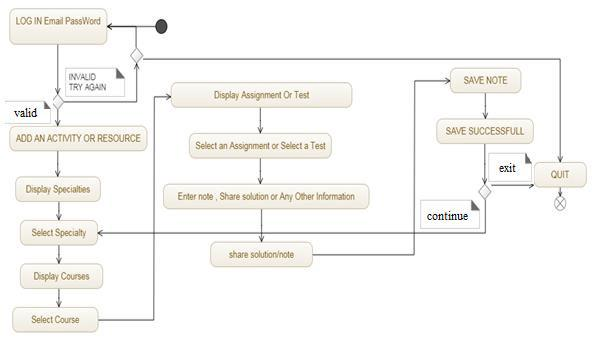 LOG IN Email PassWord
INVALID
TRY AGAIN
valid
ADD AN ACTIVITY OR RESOURCE
Display Specialties
Select Specialty
Display Courses
Select Course
Display Assignment Or Test
Select an Assignment or Select a Test
Enter note , Share solution or Any Other Information
share solution/note
SAVE NOTE
SAVE SUCCESSFULL
exit
QUIT
continue